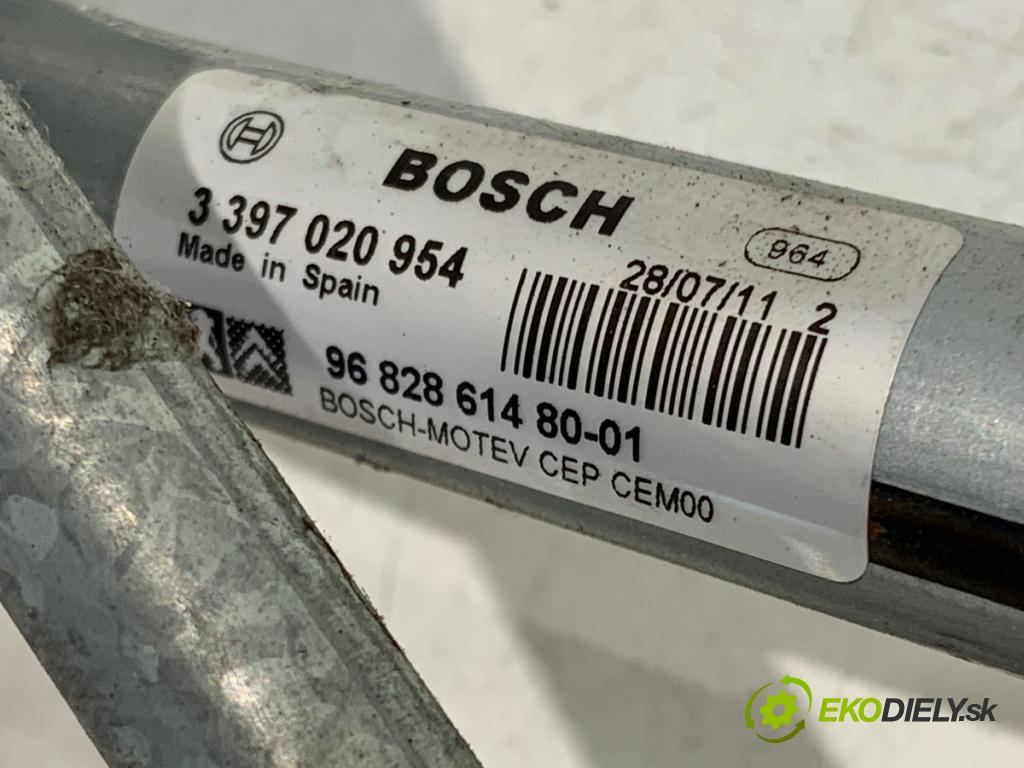 BOSCH
964
3 397 020 954
Made in Spain
28/07/11 2
96 828 614 80-01
BOSCH-MOTEV CEP CEM00
EKODIELY.sk